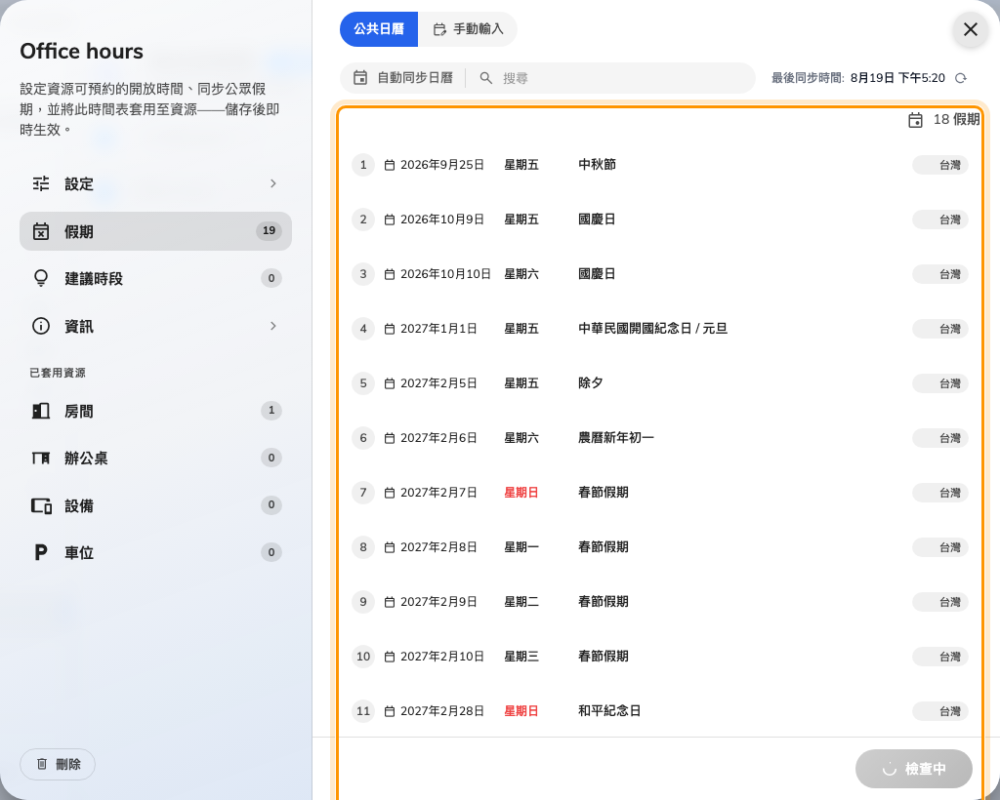 Office hours
設定資源可預約的開放時間、同步公眾假
期，並將此時間表套用至資源——儲存後即
時生效。
設定
假期 19
建議時段 0
資訊
已套用資源
房間 1
辦公桌 0
設備 0
車位 0
刪除
公共日曆 手動輸入
自動同步日曆 搜尋 最後同步時間: 8月19日 下午5:20
18 假期
1 2026年9月25日 星期五 中秋節 台灣
2 2026年10月9日 星期五 國慶日 台灣
3 2026年10月10日 星期六 國慶日 台灣
4 2027年1月1日 星期五 中華民國開國紀念日 / 元旦 台灣
5 2027年2月5日 星期五 除夕 台灣
6 2027年2月6日 星期六 農曆新年初一 台灣
7 2027年2月7日 星期日 春節假期 台灣
8 2027年2月8日 星期一 春節假期 台灣
9 2027年2月9日 星期二 春節假期 台灣
10 2027年2月10日 星期三 春節假期 台灣
11 2027年2月28日 星期日 和平紀念日 台灣
檢查中